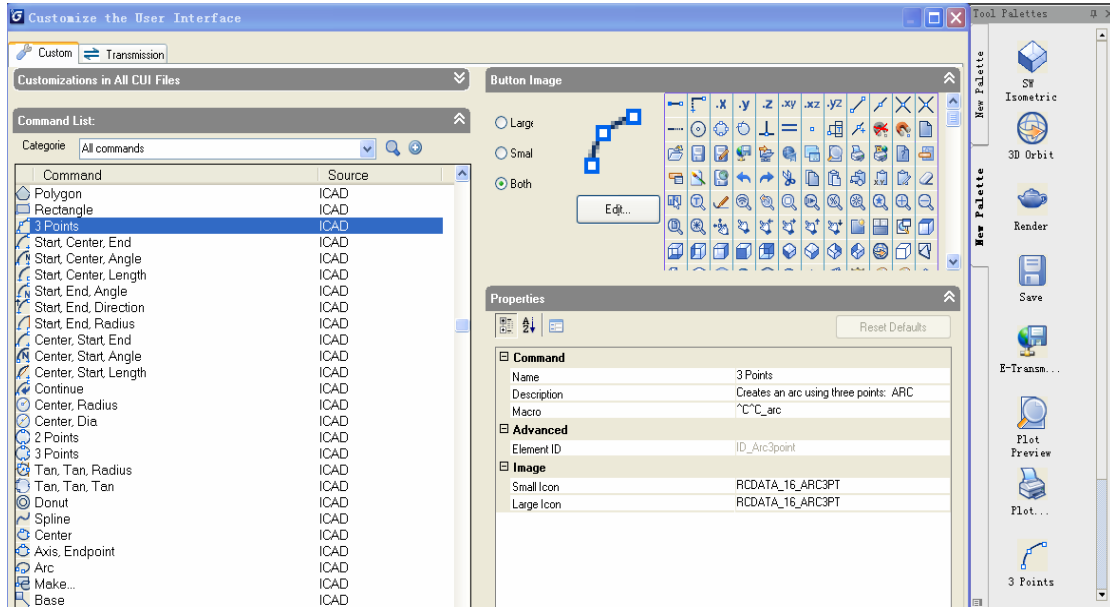 Customize the User Interface
Custom
Transmission
Customizations in All CUI Files
Command List:
Categorie
All commands
Command Source
Polygon ICAD
Rectangle ICAD
3 Points ICAD
Start, Center, End ICAD
Start, Center, Angle ICAD
Start, Center, Length ICAD
Start, End, Angle ICAD
Start, End, Direction ICAD
Start, End, Radius ICAD
Center, Start, End ICAD
Center, Start, Angle ICAD
Center, Start, Length ICAD
Continue ICAD
Center, Radius ICAD
Center, Dia ICAD
2 Points ICAD
3 Points ICAD
Tan, Tan, Radius ICAD
Tan, Tan, Tan ICAD
Donut ICAD
Spline ICAD
Center ICAD
Axis, Endpoint ICAD
Arc ICAD
Make... ICAD
Base ICAD
Button Image
Large
Smal
Both
Edit...
.X .y .Z .xy .xz .yz
Properties
Reset Defaults
Command
Name 3 Points
Description Creates an arc using three points: ARC
Macro ^C^C_arc
Advanced
Element ID ID_Arc3point
Image
Small Icon RCDATA_16_ARC3PT
Large Icon RCDATA_16_ARC3PT
Tool Palettes
New Palette
New Palette
SW
Isometric
3D Orbit
Render
Save
E-Transm...
Plot
Preview
Plot...
3 Points